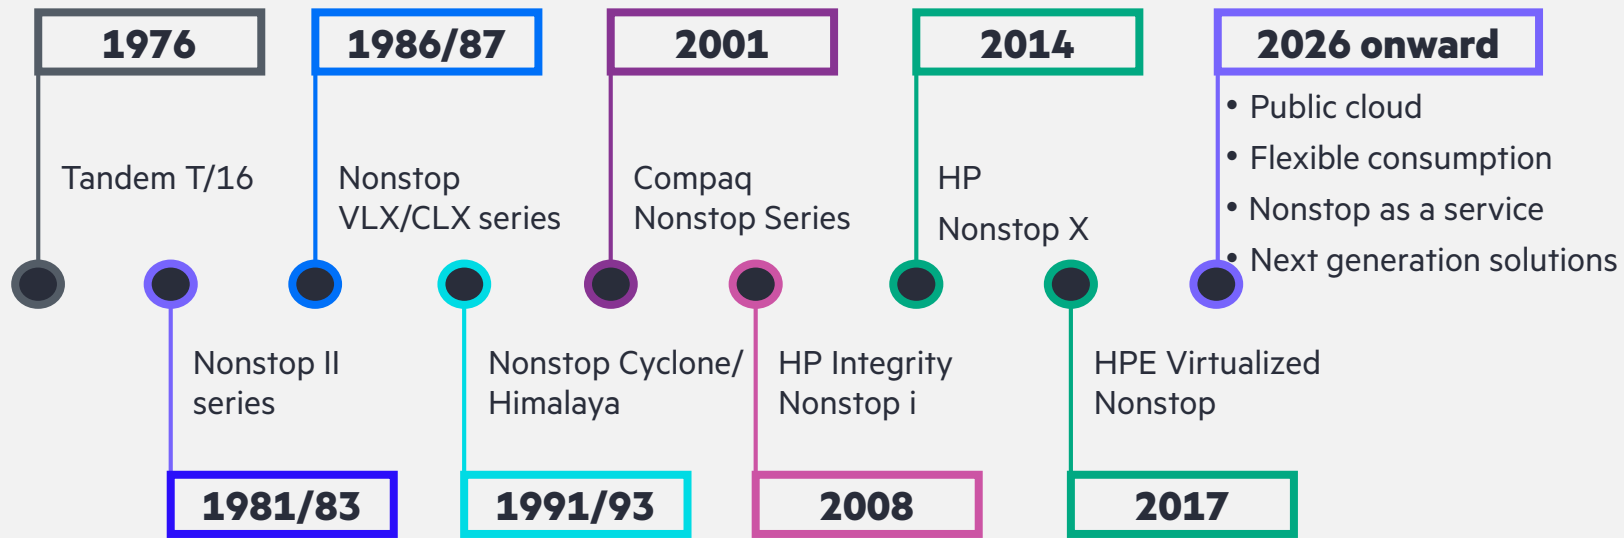 1976
1986/87
2001
2014
2026 onward
Tandem T/16
Nonstop
VLX/CLX series
Compaq
Nonstop Series
HP
Nonstop X
• Public cloud
• Flexible consumption
• Nonstop as a service
• Next generation solutions
Nonstop II
series
Nonstop Cyclone/
Himalaya
HP Integrity
Nonstop i
HPE Virtualized
Nonstop
1981/83
1991/93
2008
2017